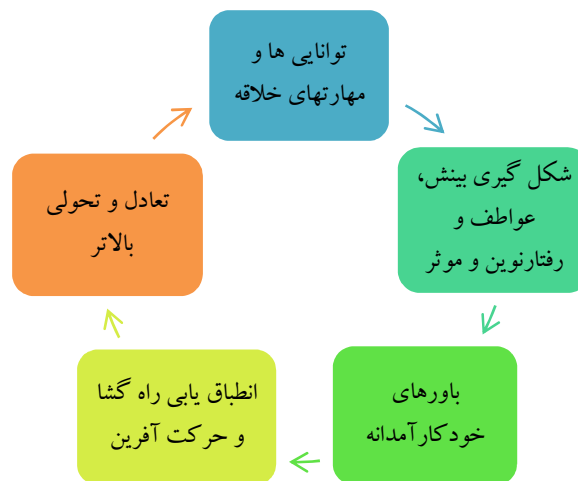 توانایی ها و
مهارتهای خلاقه
شکل گیری بینش،
عواطف و
رفتارنوین و موثر
باورهای
خودکارآمدانه
انطباق یابی راه گشا
و حرکت آفرین
تعادل و تحولی
بالاتر